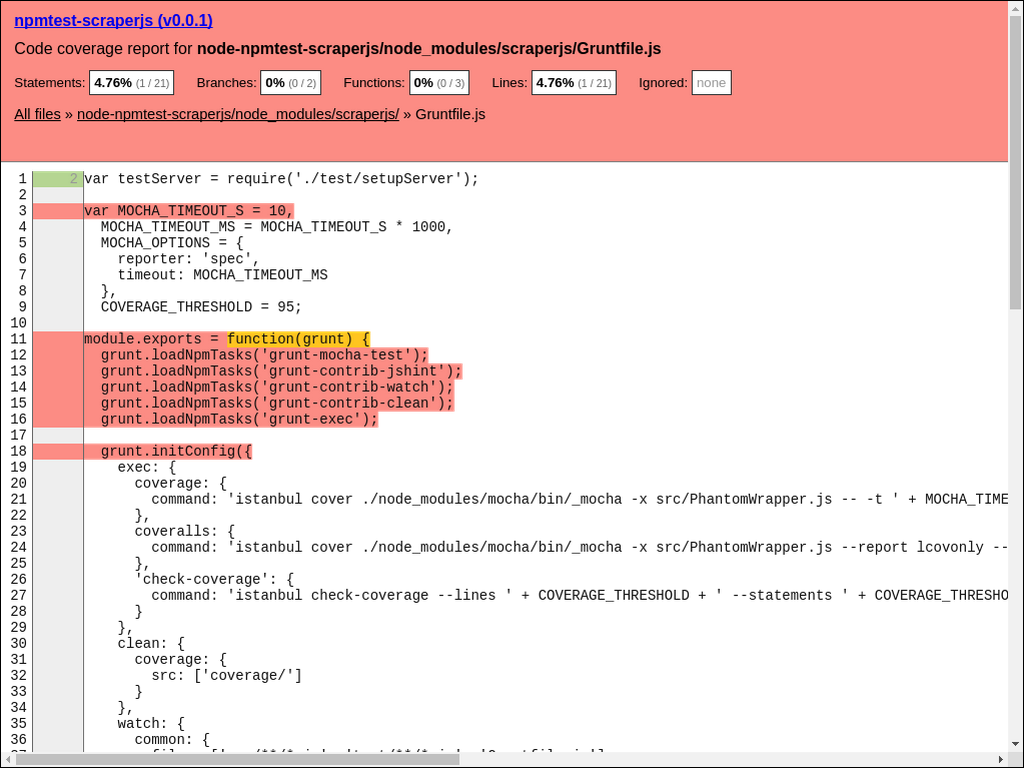 npmtest-scraperjs (v0.0.1)
Code coverage report for node-npmtest-scraperjs/node_modules/scraperjs/Gruntfile.js
Statements: 4.76% (1 / 21) Branches: 0% (0 / 2) Functions: 0% (0 / 3) Lines: 4.76% (1 / 21) Ignored: none
All files » node-npmtest-scraperjs/node_modules/scraperjs/ » Gruntfile.js
1 2 var testServer = require('./test/setupServer');
2
3 var MOCHA_TIMEOUT_S = 10,
4 MOCHA_TIMEOUT_MS = MOCHA_TIMEOUT_S * 1000,
5 MOCHA_OPTIONS = {
6 reporter: 'spec',
7 timeout: MOCHA_TIMEOUT_MS
8 },
9 COVERAGE_THRESHOLD = 95;
10
11 module.exports = function(grunt) {
12 grunt.loadNpmTasks('grunt-mocha-test');
13 grunt.loadNpmTasks('grunt-contrib-jshint');
14 grunt.loadNpmTasks('grunt-contrib-watch');
15 grunt.loadNpmTasks('grunt-contrib-clean');
16 grunt.loadNpmTasks('grunt-exec');
17
18 grunt.initConfig({
19 exec: {
20 coverage: {
21 command: 'istanbul cover ./node_modules/mocha/bin/_mocha -x src/PhantomWrapper.js -- -t ' + MOCHA_TIME
22 },
23 coveralls: {
24 command: 'istanbul cover ./node_modules/mocha/bin/_mocha -x src/PhantomWrapper.js --report lcovonly --
25 },
26 'check-coverage': {
27 command: 'istanbul check-coverage --lines ' + COVERAGE_THRESHOLD + ' --statements ' + COVERAGE_THRESHO
28 }
29 },
30 clean: {
31 coverage: {
32 src: ['coverage/']
33 }
34 },
35 watch: {
36 common: {